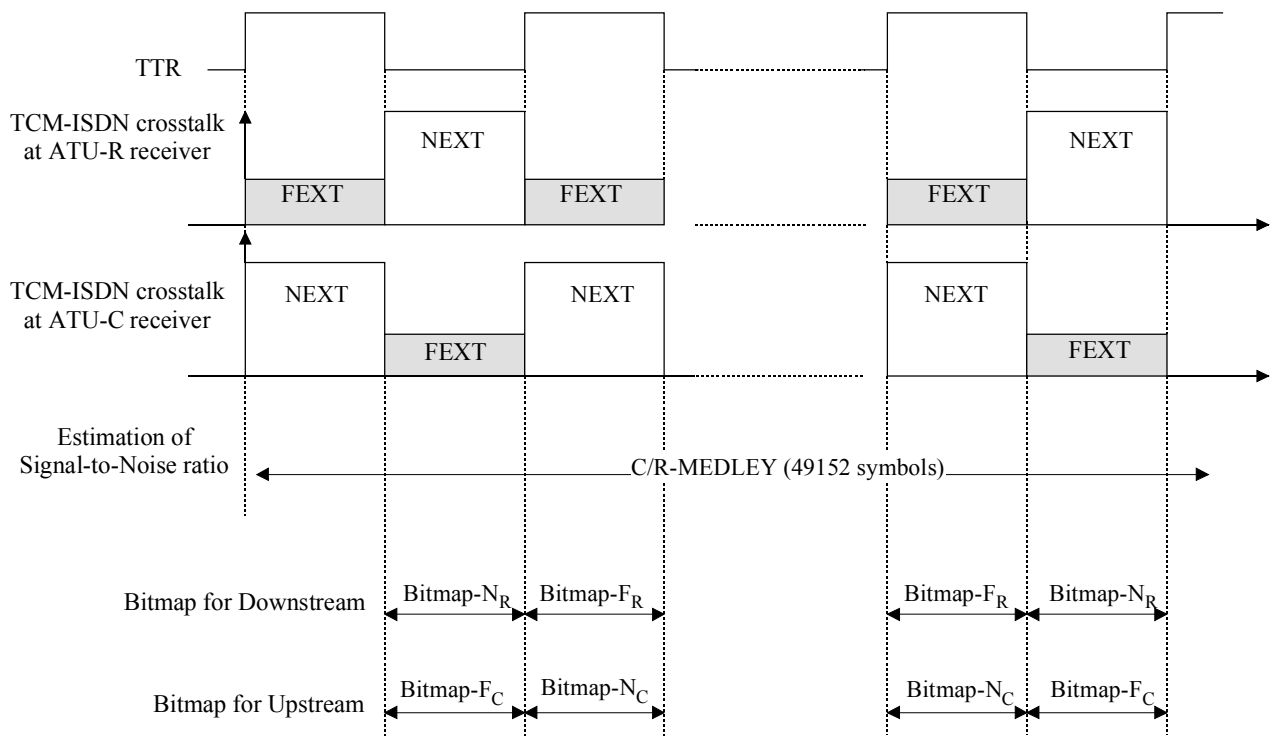 TTR
TCM-ISDN crosstalk
at ATU-R receiver
NEXT
NEXT
FEXT
FEXT
FEXT
TCM-ISDN crosstalk
at ATU-C receiver
NEXT
NEXT
NEXT
FEXT
FEXT
Estimation of
Signal-to-Noise ratio
C/R-MEDLEY (49152 symbols)
Bitmap for Downstream
Bitmap-NR
Bitmap-FR
Bitmap-FR
Bitmap-NR
Bitmap for Upstream
Bitmap-FC
Bitmap-NC
Bitmap-NC
Bitmap-FC